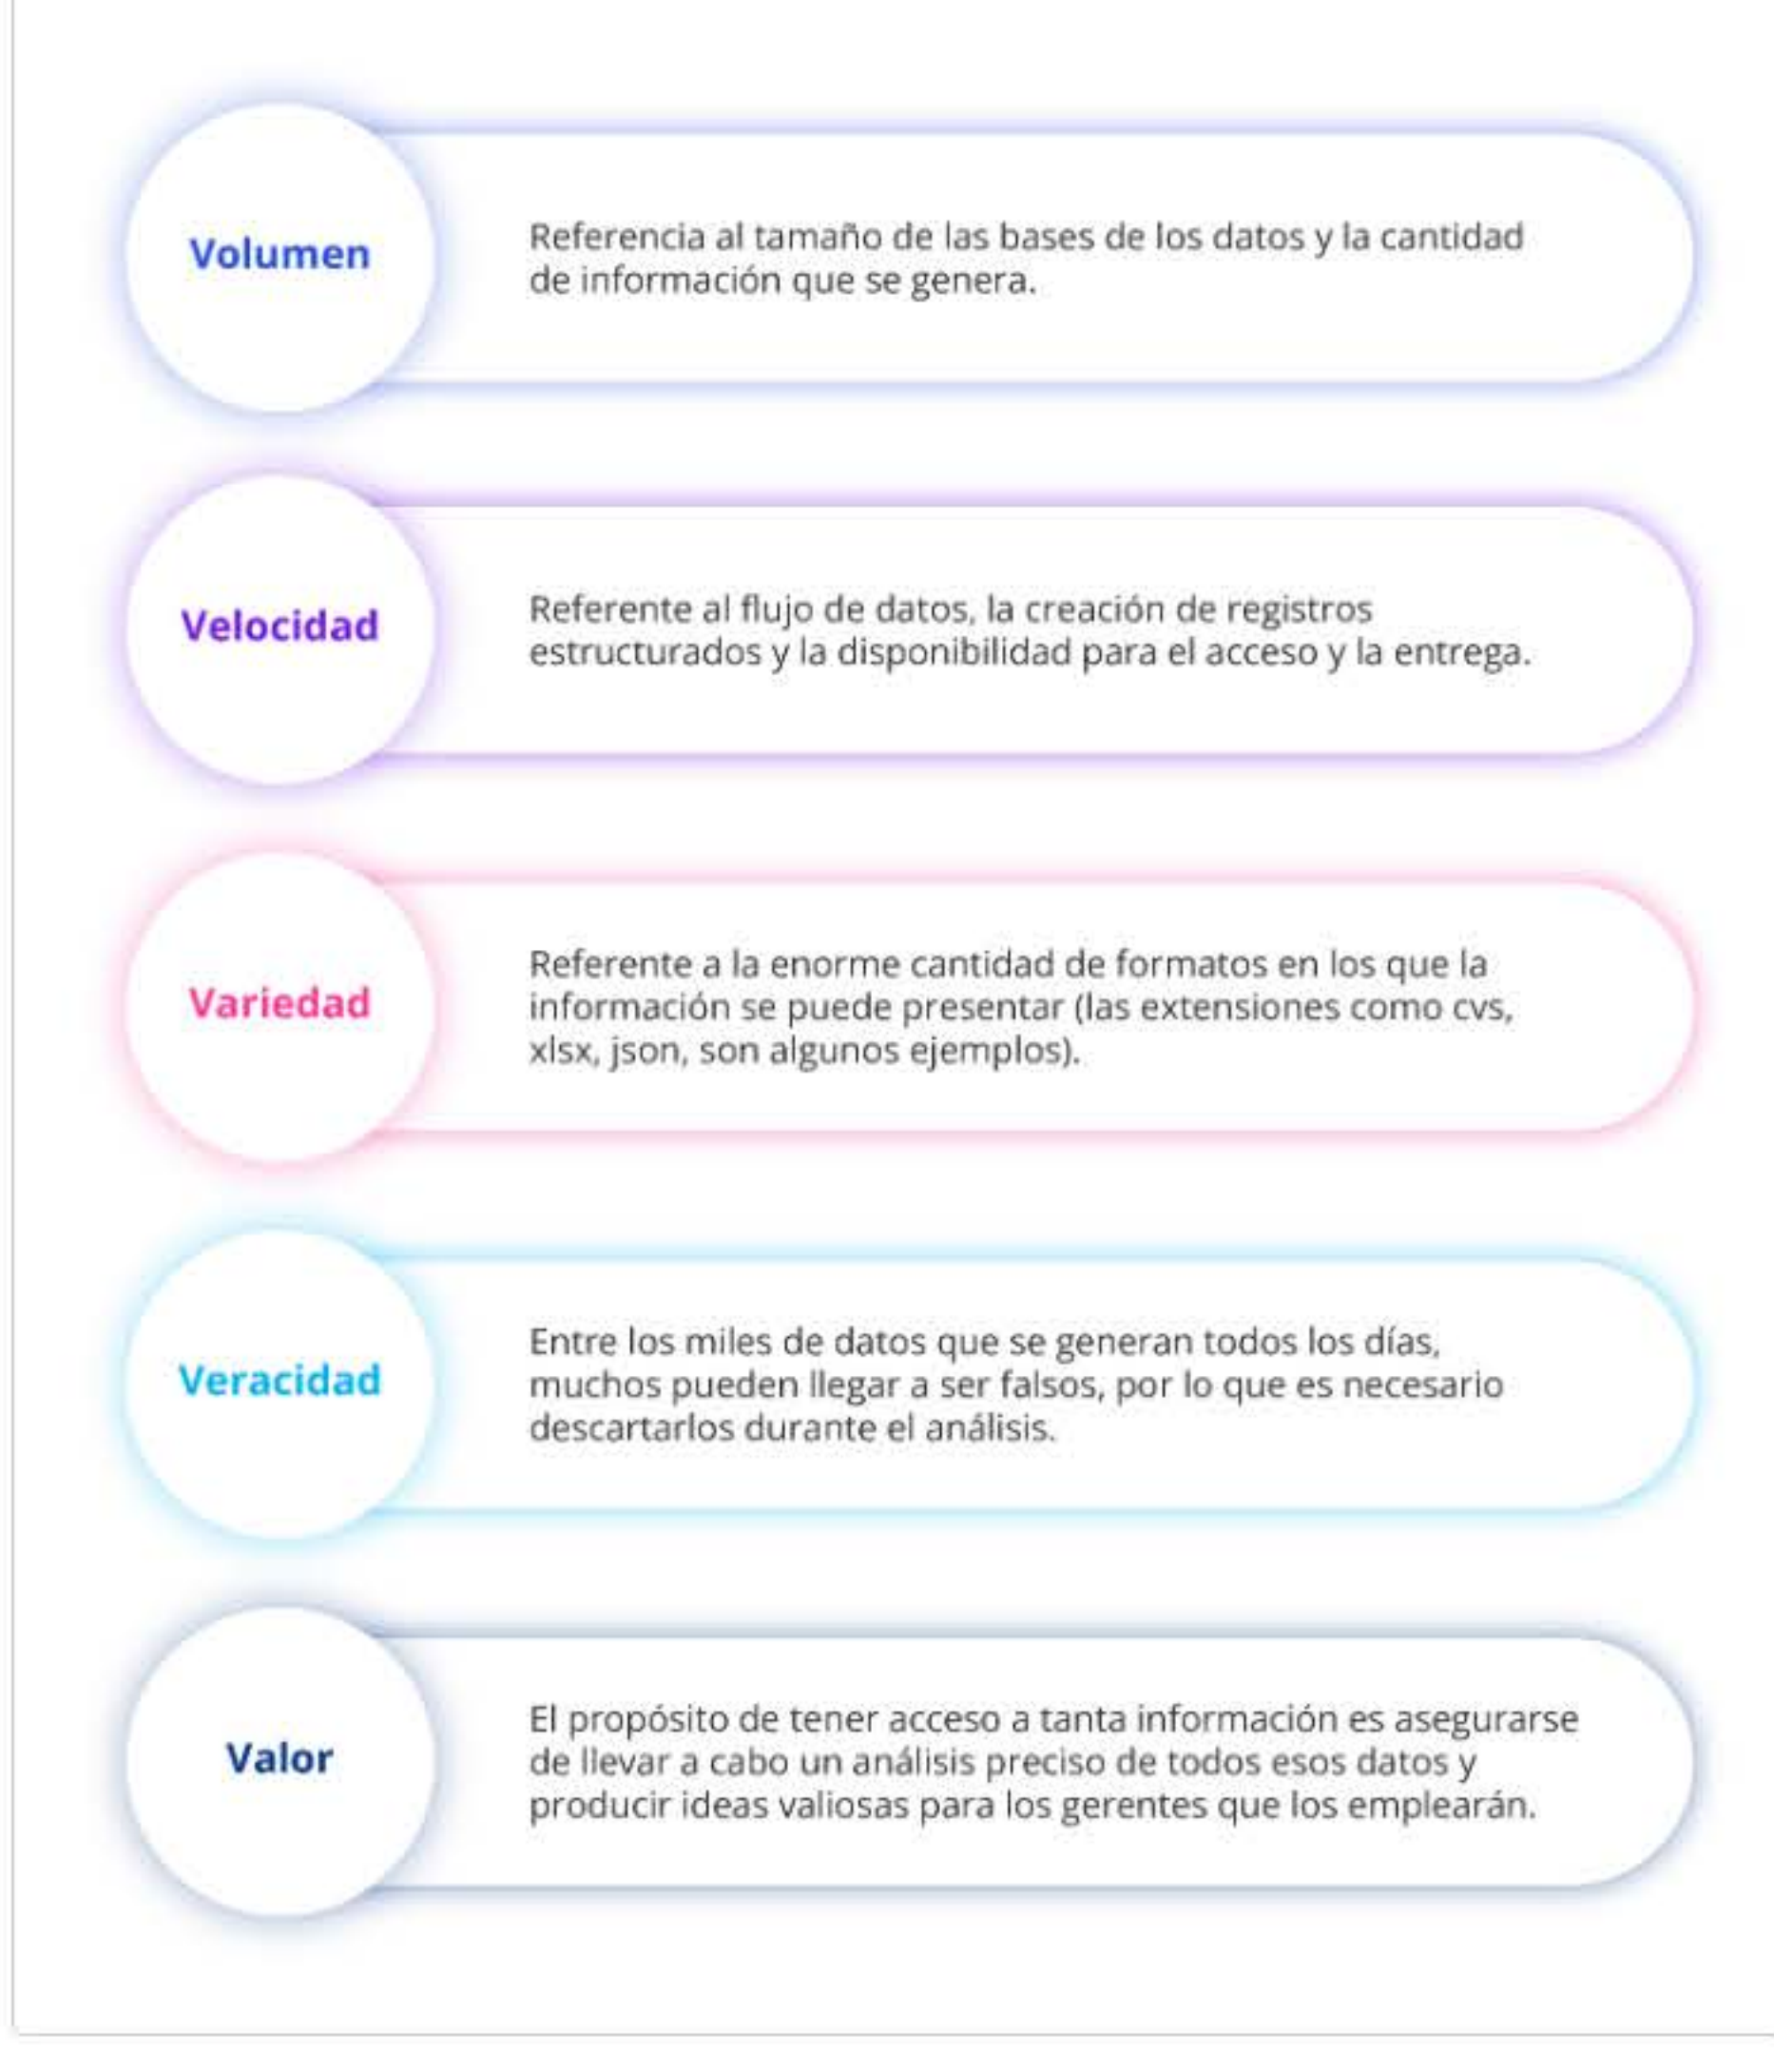 Volumen
Referencia al tamaño de las bases de los datos y la cantidad
de información que se genera.
Velocidad
Referente al flujo de datos, la creación de registros
estructurados y la disponibilidad para el acceso y la entrega.
Variedad
Referente a la enorme cantidad de formatos en los que la
información se puede presentar (las extensiones como cvs,
xlsx, json, son algunos ejemplos).
Veracidad
Entre los miles de datos que se generan todos los días,
muchos pueden llegar a ser falsos, por lo que es necesario
descartarlos durante el análisis.
Valor
El propósito de tener acceso a tanta información es asegurarse
de llevar a cabo un análisis preciso de todos esos datos y
producir ideas valiosas para los gerentes que los emplearán.